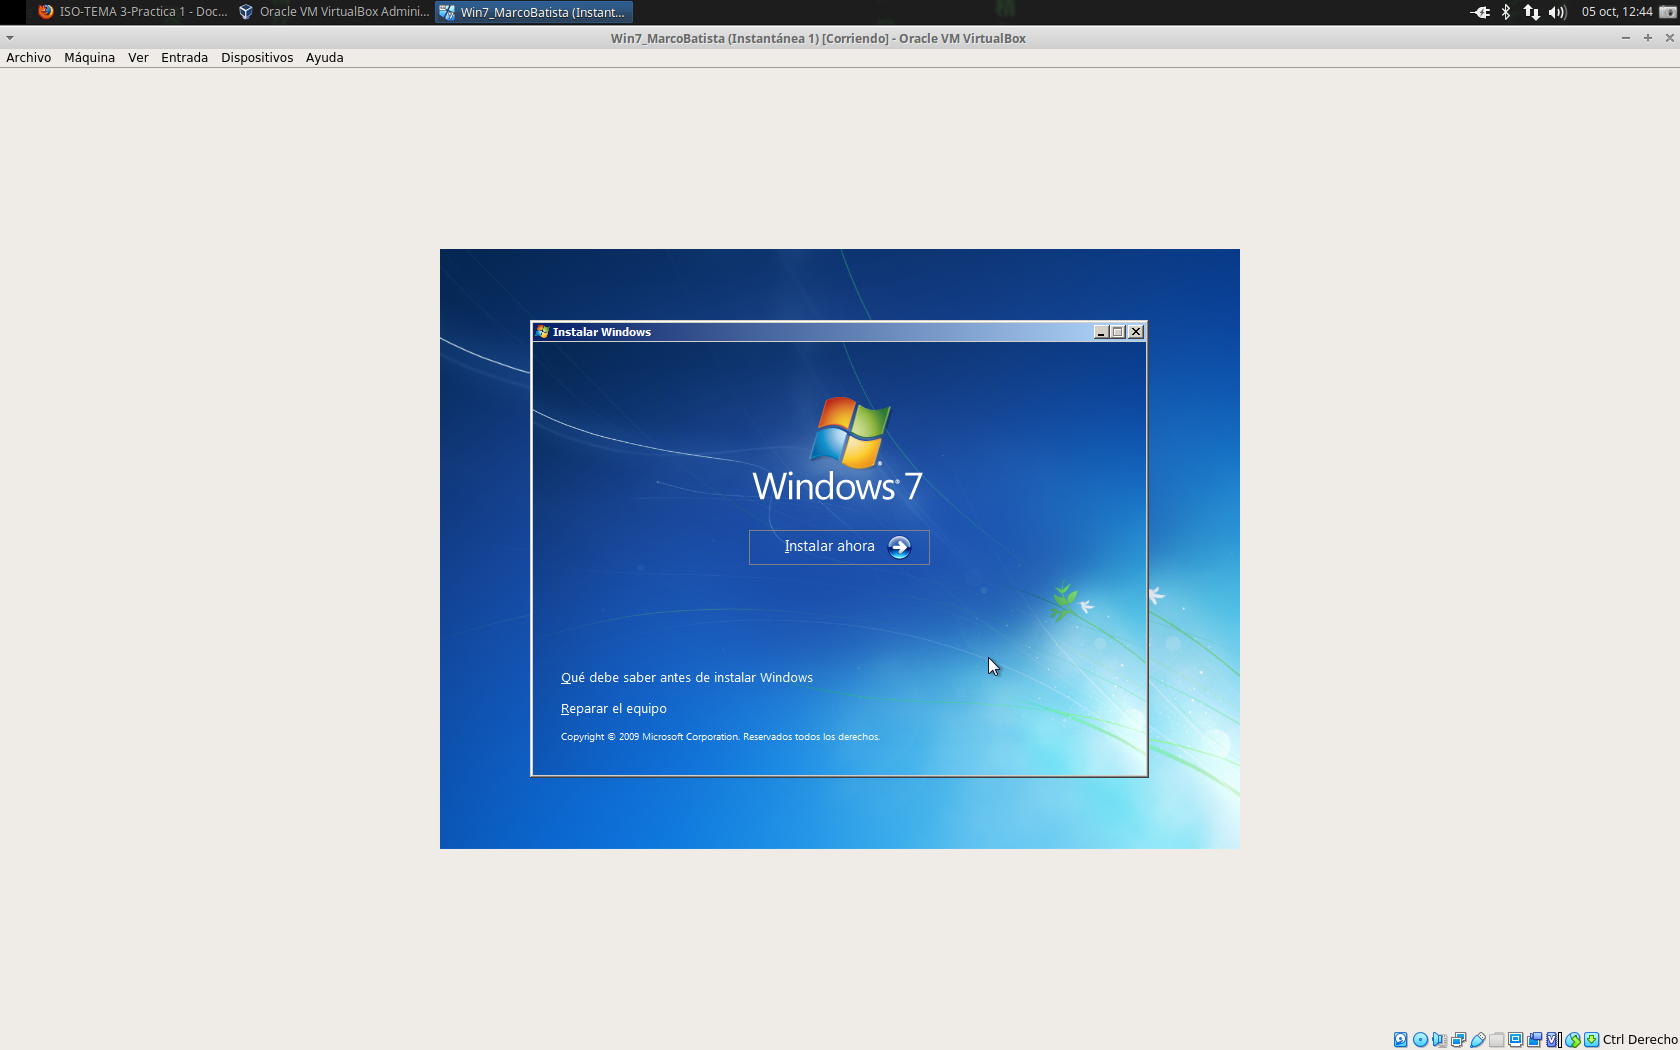 ISO-TEMA 3-Practica 1 - Doc... Oracle VM VirtualBox Admini... Win7_MarcoBatista (Instant... 05 oct, 12:44
Win7_MarcoBatista (Instantánea 1) [Corriendo] - Oracle VM VirtualBox
Archivo Máquina Ver Entrada Dispositivos Ayuda
Instalar Windows
Windows® 7
Instalar ahora
Qué debe saber antes de instalar Windows
Reparar el equipo
Copyright © 2009 Microsoft Corporation. Reservados todos los derechos.
Ctrl Derecho